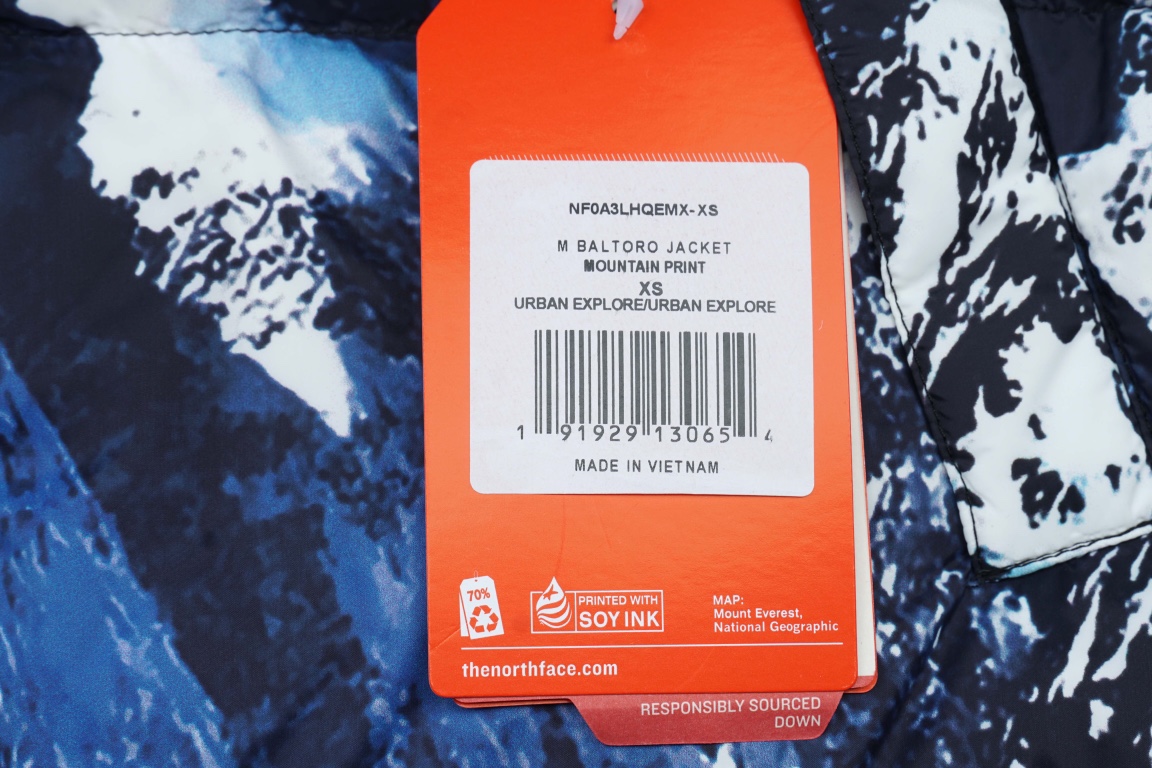 NF0A3LHQEMX-XS
M BALTORO JACKET
MOUNTAIN PRINT
XS
URBAN EXPLORE/URBAN EXPLORE
1 91929 13065 4
MADE IN VIETNAM
70%
PRINTED WITH
SOY INK
MAP:
Mount Everest,
National Geographic
thenorthface.com
RESPONSIBLY SOURCED
DOWN